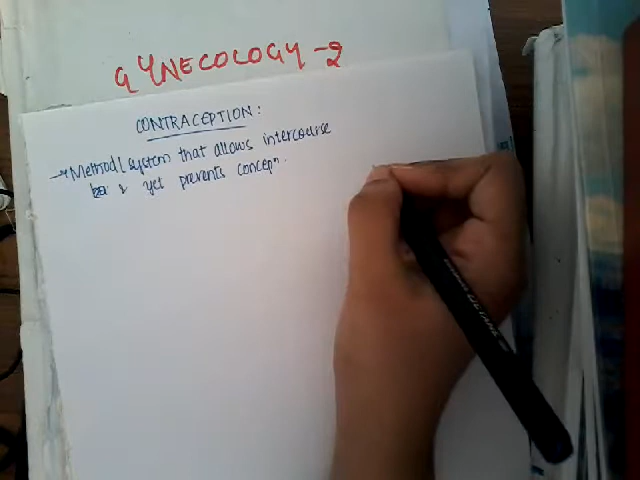 GYNECOLOGY -2
CONTRACEPTION:
→ Method/system that allows intercourse
& yet prevents concepⁿ.